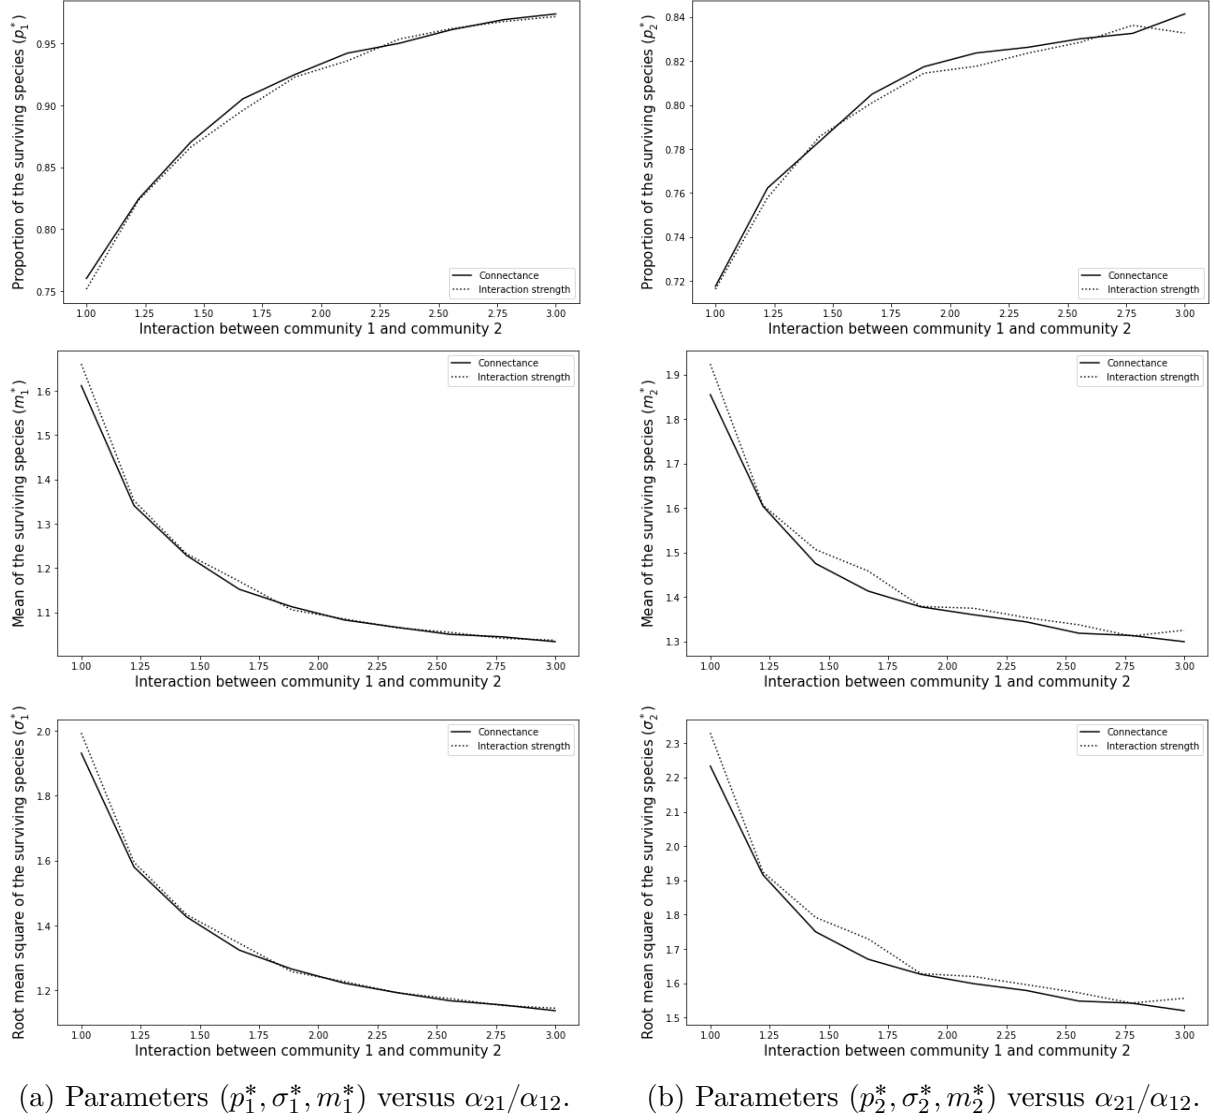 Proportion of the surviving species (p₁*)
0.95
0.90
0.85
0.80
0.75
Connectance
Interaction strength
1.00 1.25 1.50 1.75 2.00 2.25 2.50 2.75 3.00
Interaction between community 1 and community 2
Proportion of the surviving species (p₂*)
0.84
0.82
0.80
0.78
0.76
0.74
0.72
Connectance
Interaction strength
1.00 1.25 1.50 1.75 2.00 2.25 2.50 2.75 3.00
Interaction between community 1 and community 2
Mean of the surviving species (m₁*)
1.6
1.5
1.4
1.3
1.2
1.1
Connectance
Interaction strength
1.00 1.25 1.50 1.75 2.00 2.25 2.50 2.75 3.00
Interaction between community 1 and community 2
Mean of the surviving species (m₂*)
1.9
1.8
1.7
1.6
1.5
1.4
1.3
Connectance
Interaction strength
1.00 1.25 1.50 1.75 2.00 2.25 2.50 2.75 3.00
Interaction between community 1 and community 2
Root mean square of the surviving species (σ₁*)
2.0
1.8
1.6
1.4
1.2
Connectance
Interaction strength
1.00 1.25 1.50 1.75 2.00 2.25 2.50 2.75 3.00
Interaction between community 1 and community 2
Root mean square of the surviving species (σ₂*)
2.3
2.2
2.1
2.0
1.9
1.8
1.7
1.6
1.5
Connectance
Interaction strength
1.00 1.25 1.50 1.75 2.00 2.25 2.50 2.75 3.00
Interaction between community 1 and community 2
(a) Parameters (p₁*, σ₁*, m₁*) versus α₂₁/α₁₂.
(b) Parameters (p₂*, σ₂*, m₂*) versus α₂₁/α₁₂.